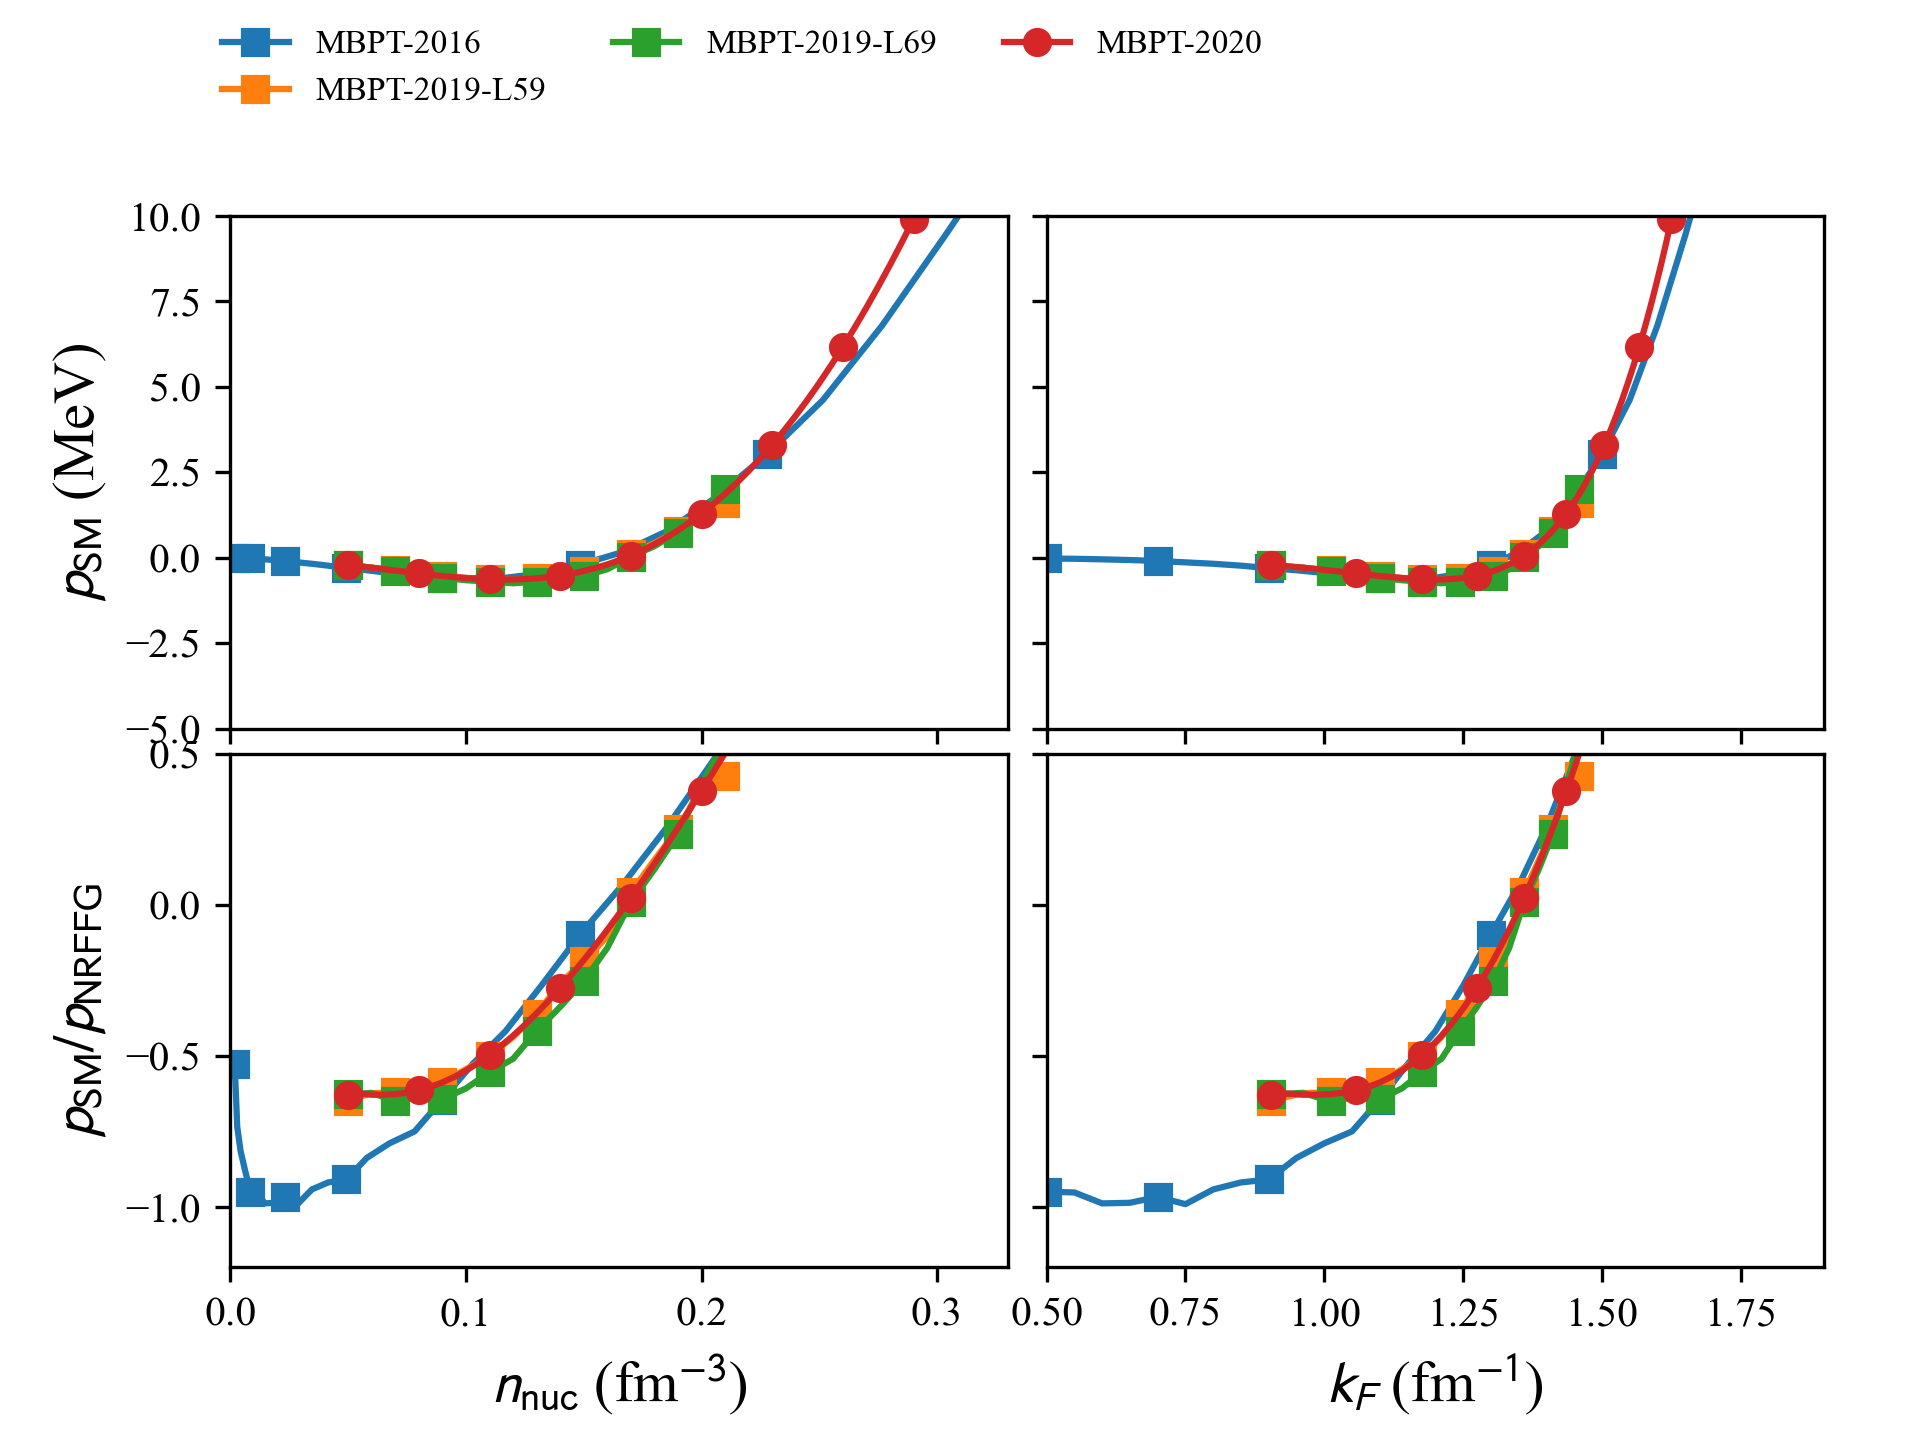 MBPT-2016 MBPT-2019-L69 MBPT-2020
MBPT-2019-L59
10.0
7.5
5.0
2.5
0.0
−2.5
−5.0
p_SM (MeV)
0.5
0.0
−0.5
−1.0
p_SM/p_NRFFG
0.0 0.1 0.2 0.3
0.50 0.75 1.00 1.25 1.50 1.75
n_nuc (fm⁻³)
k_F (fm⁻¹)